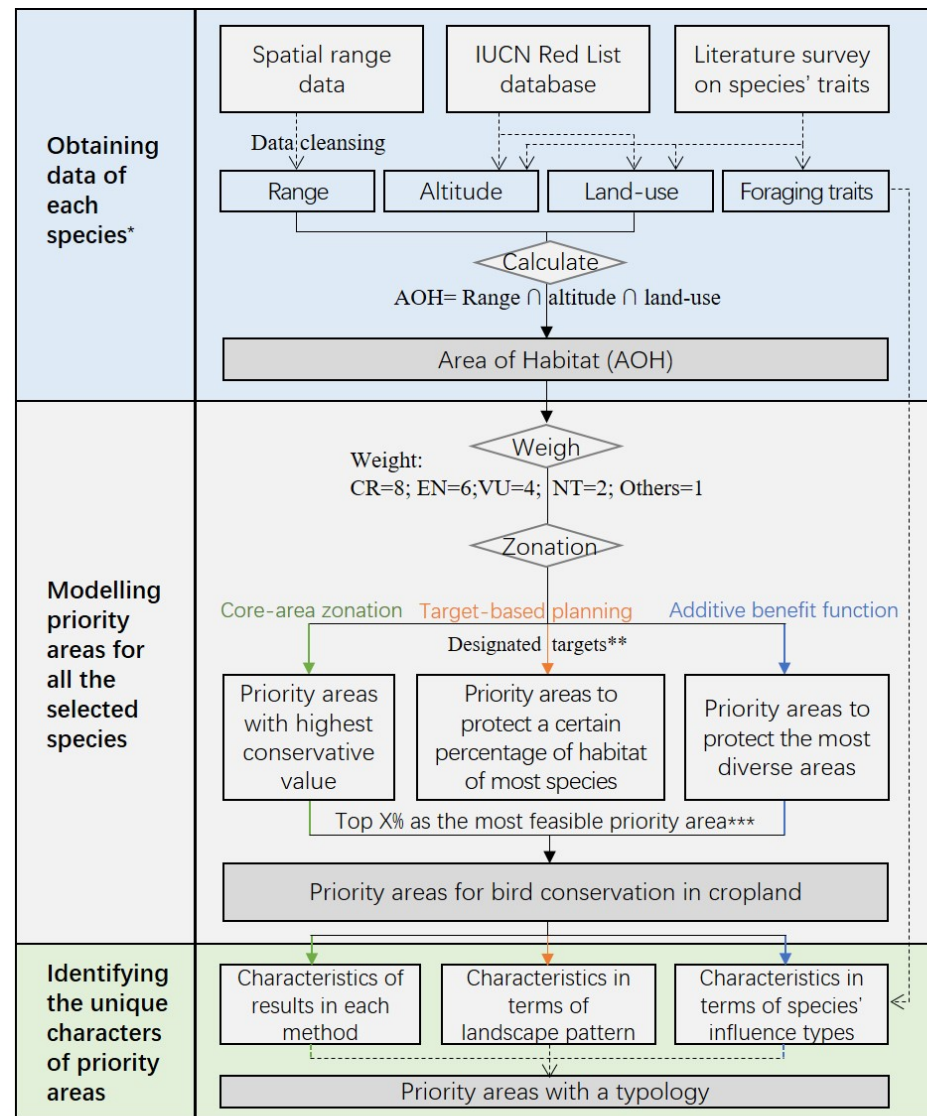 Obtaining
data of
each
species*
Spatial range
data
IUCN Red List
database
Literature survey
on species' traits
Data cleansing
Range
Altitude
Land-use
Foraging traits
Calculate
AOH= Range ∩ altitude ∩ land-use
Area of Habitat (AOH)
Modelling
priority
areas for
all the
selected
species
Weigh
Weight:
CR=8; EN=6;VU=4; NT=2; Others=1
Zonation
Core-area zonation
Target-based planning
Additive benefit function
Designated targets**
Priority areas
with highest
conservative
value
Priority areas to
protect a certain
percentage of habitat
of most species
Priority areas to
protect the most
diverse areas
Top X% as the most feasible priority area***
Priority areas for bird conservation in cropland
Identifying
the unique
characters
of priority
areas
Characteristics of
results in each
method
Characteristics in
terms of
landscape pattern
Characteristics in
terms of species'
influence types
Priority areas with a typology